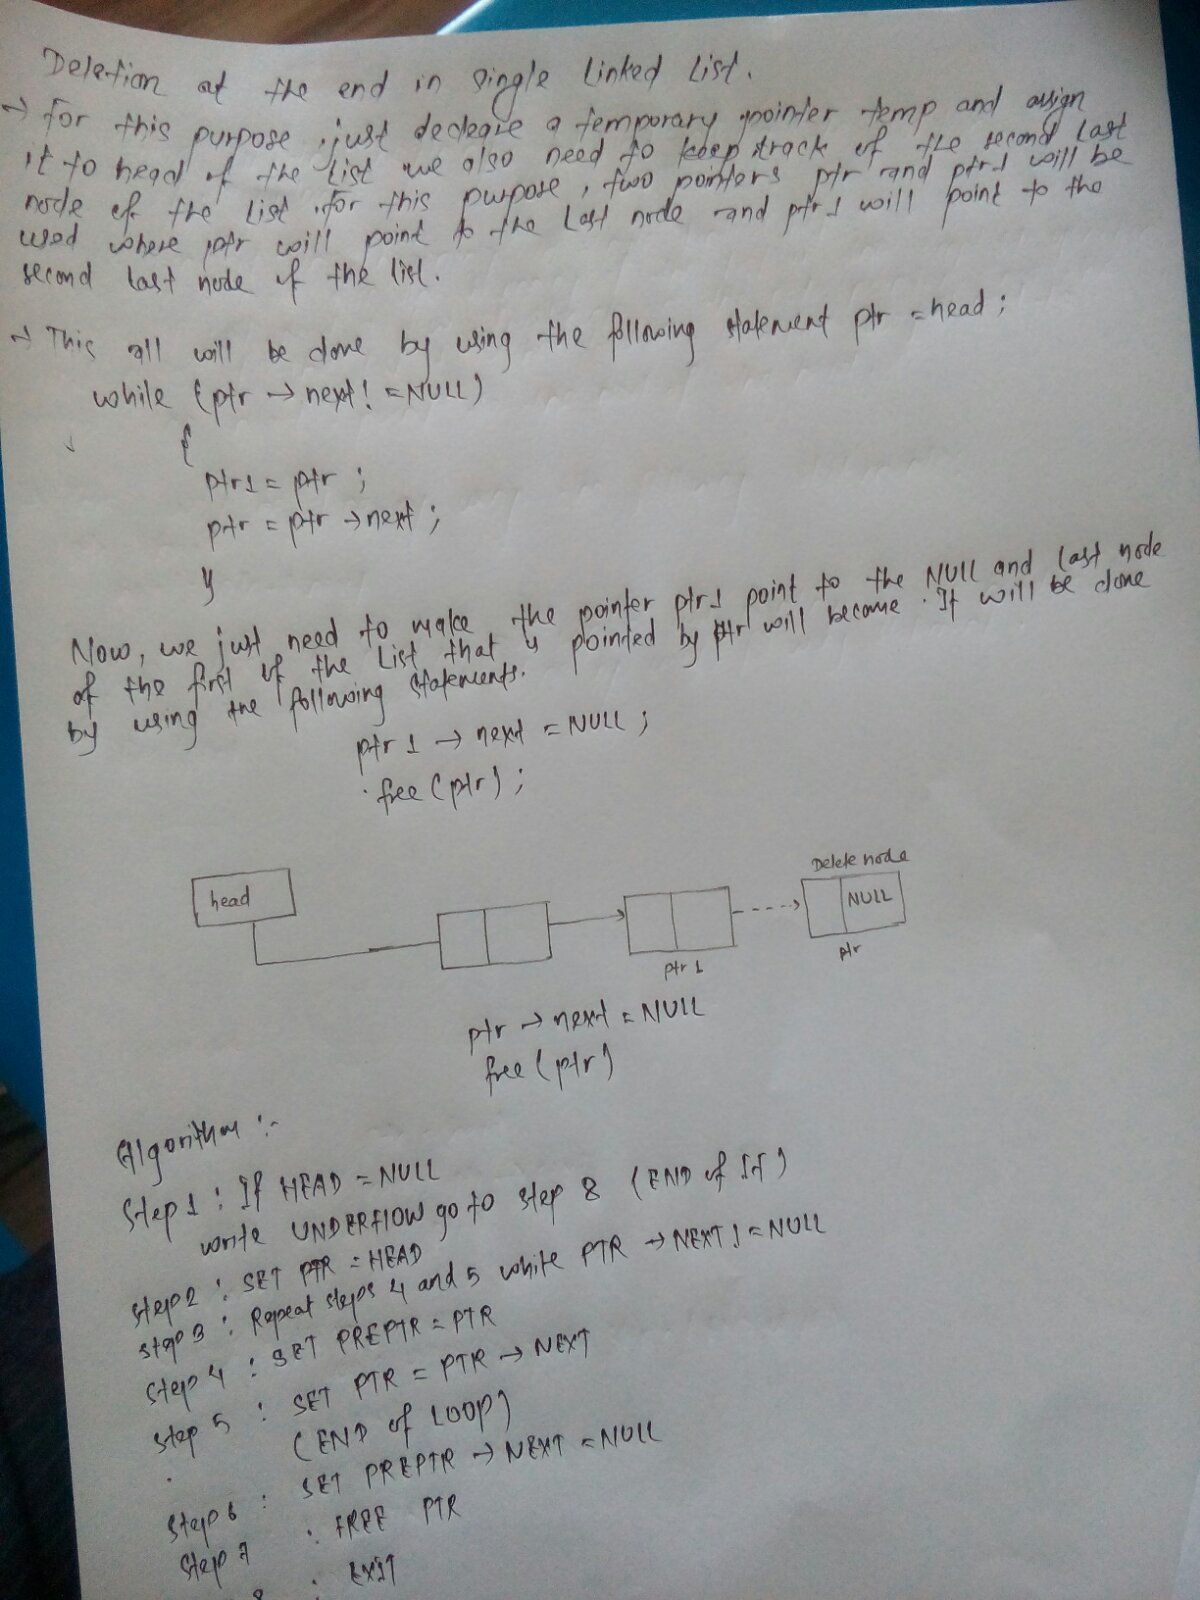 Deletion at the end in single linked list.
→ for this purpose, just decleare a temporary pointer temp and assign
it to head of the list we also need to keep track of the second last
node of the list. for this purpose, two pointers ptr and ptr1 will be
used where ptr will point to the last node and ptr1 will point to the
second last node of the list.
→ This all will be done by using the following statement ptr = head;
while (ptr → next! = NULL)
{
ptr1 = ptr ;
ptr = ptr → next ;
}
Now, we just need to make the pointer ptr1 point to the NULL and last node
of the first of the list that is pointed by ptr will become. It will be done
by using the following statements.
ptr 1 → next = NULL ;
free (ptr) ;
Delete node
head
NULL
ptr 1
ptr
ptr → next = NULL
free (ptr)
Algorithm :-
Step 1 : If HEAD = NULL
write UNDERFLOW go to step 8 (END of If)
step 2 : SET PTR = HEAD
step 3 : Repeat steps 4 and 5 while PTR → NEXT ! = NULL
Step 4 : SET PREPTR = PTR
step 5 : SET PTR = PTR → NEXT
(END of LOOP)
Step 6 : SET PREPTR → NEXT = NULL
Step 7 : FREE PTR
8 : EXIT